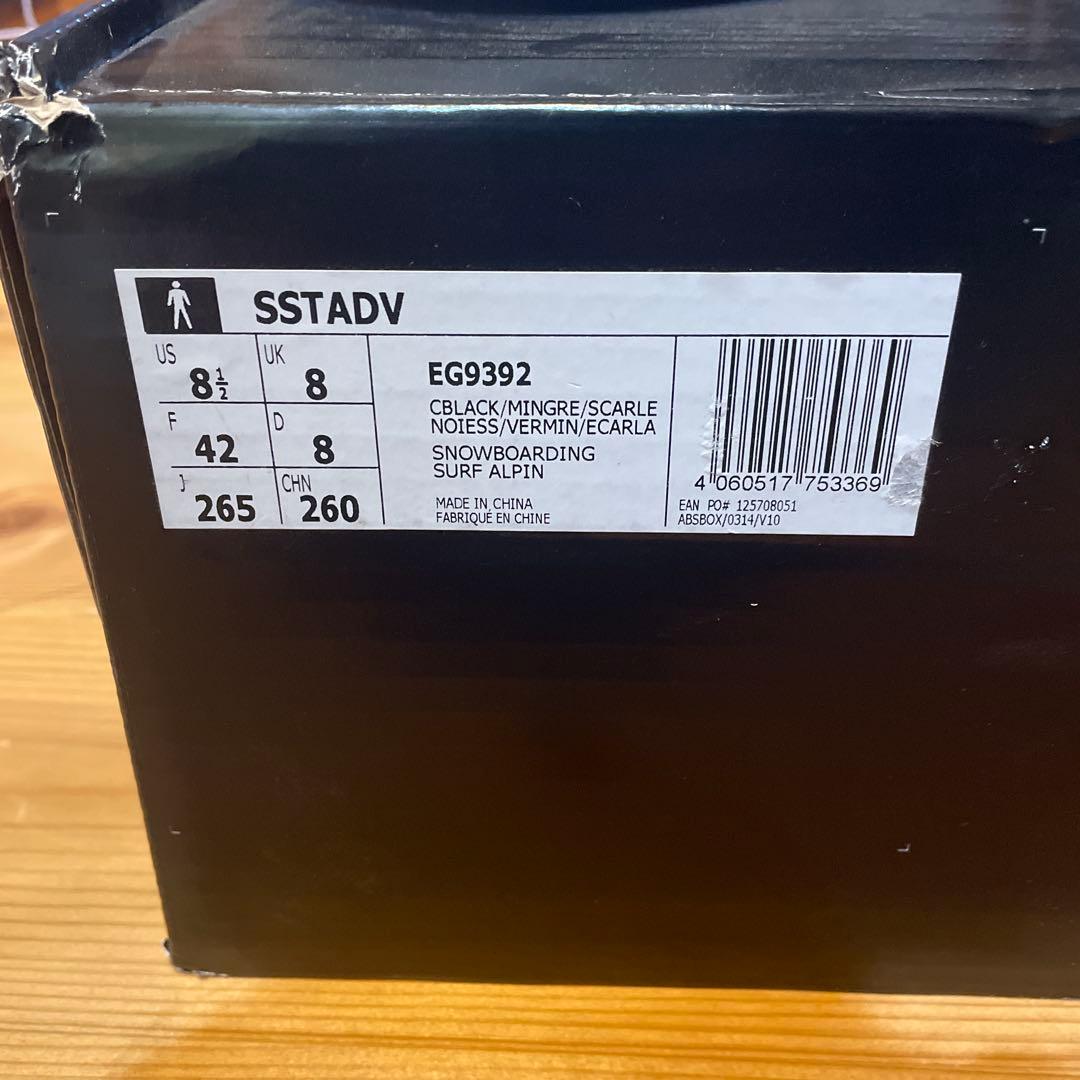 SSTADV
US 8½
UK 8
F 42
D 8
J 265
CHN 260
EG9392
CBLACK/MINGRE/SCARLE
NOIESS/VERMIN/ECARLA
SNOWBOARDING
SURF ALPIN
MADE IN CHINA
FABRIQUÉ EN CHINE
4 060517 753369
EAN PO# 125708051
ABSBOX/0314/V10